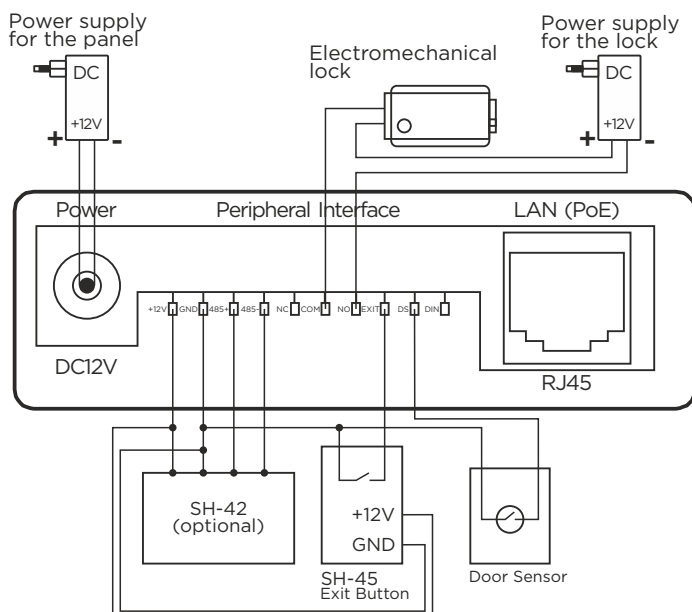 Power supply
for the panel
DC
+12V
+
-
Electromechanical
lock
Power supply
for the lock
DC
+12V
+
-
Power
Peripheral Interface
LAN (PoE)
+12V
GND
485+
485-
NC
COM
NO
EXIT
DS
DIN
DC12V
RJ45
SH-42
(optional)
+12V
GND
SH-45
Exit Button
Door Sensor